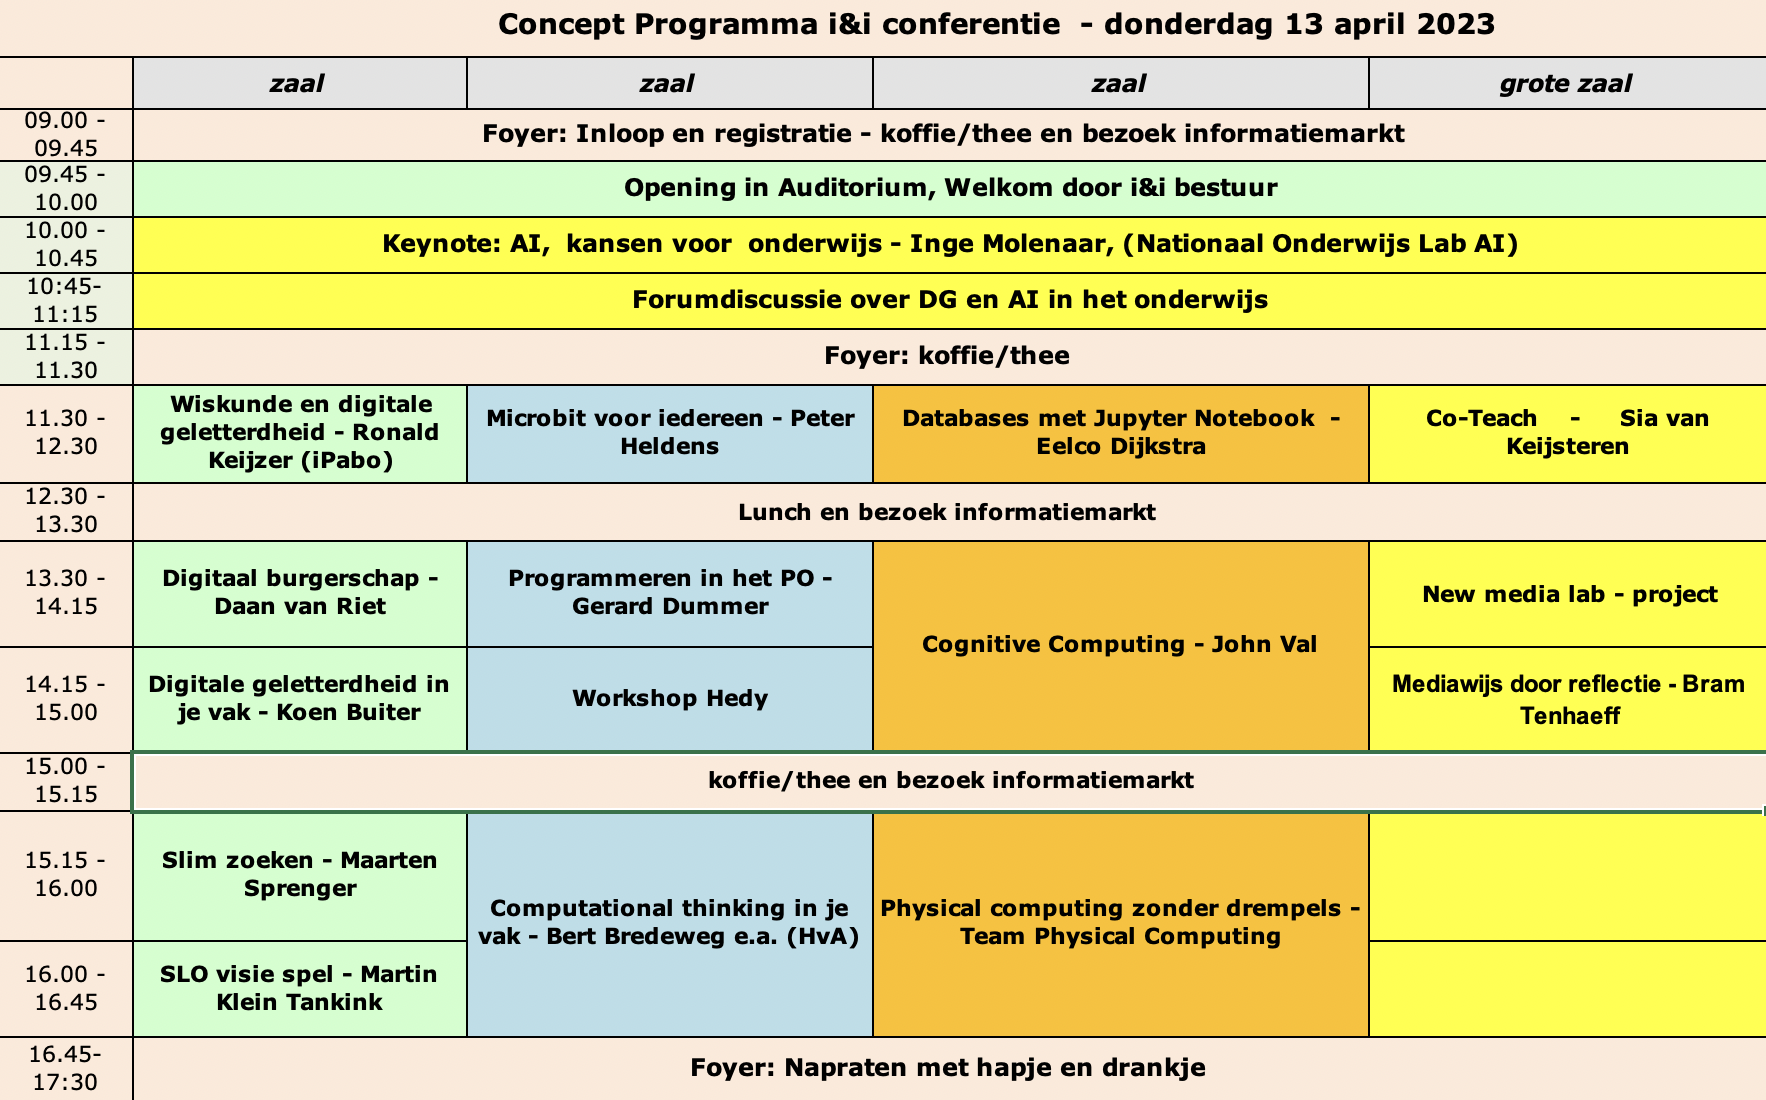 Concept Programma i&i conferentie  - donderdag 13 april 2023
zaal
zaal
zaal
grote zaal
09.00 -
09.45
Foyer: Inloop en registratie - koffie/thee en bezoek informatiemarkt
09.45 -
10.00
Opening in Auditorium, Welkom door i&i bestuur
10.00 -
10.45
Keynote: AI,  kansen voor  onderwijs - Inge Molenaar, (Nationaal Onderwijs Lab AI)
10:45-
11:15
Forumdiscussie over DG en AI in het onderwijs
11.15 -
11.30
Foyer: koffie/thee
11.30 -
12.30
Wiskunde en digitale
geletterdheid - Ronald
Keijzer (iPabo)
Microbit voor iedereen - Peter
Heldens
Databases met Jupyter Notebook  -
Eelco Dijkstra
Co-Teach    -    Sia van
Keijsteren
12.30 -
13.30
Lunch en bezoek informatiemarkt
13.30 -
14.15
Digitaal burgerschap -
Daan van Riet
Programmeren in het PO -
Gerard Dummer
Cognitive Computing - John Val
New media lab - project
14.15 -
15.00
Digitale geletterdheid in
je vak - Koen Buiter
Workshop Hedy
Mediawijs door reflectie - Bram
Tenhaeff
15.00 -
15.15
koffie/thee en bezoek informatiemarkt
15.15 -
16.00
Slim zoeken - Maarten
Sprenger
Computational thinking in je
vak - Bert Bredeweg e.a. (HvA)
Physical computing zonder drempels -
Team Physical Computing
16.00 -
16.45
SLO visie spel - Martin
Klein Tankink
16.45-
17:30
Foyer: Napraten met hapje en drankje